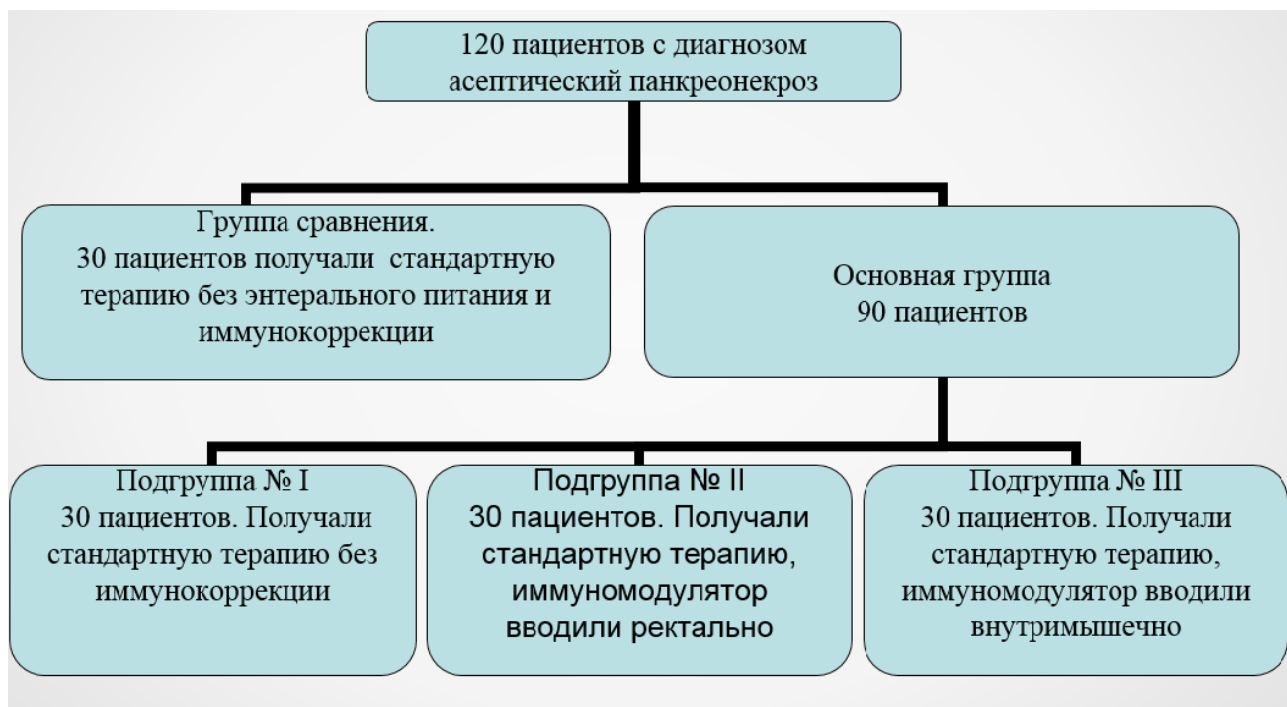 120 пациентов с диагнозом
асептический панкреонекроз
Группа сравнения.
30 пациентов получали стандартную
терапию без энтерального питания и
иммунокоррекции
Основная группа
90 пациентов
Подгруппа № I
30 пациентов. Получали
стандартную терапию без
иммунокоррекции
Подгруппа № II
30 пациентов. Получали
стандартную терапию,
иммуномодулятор
вводили ректально
Подгруппа № III
30 пациентов. Получали
стандартную терапию,
иммуномодулятор вводили
внутримышечно